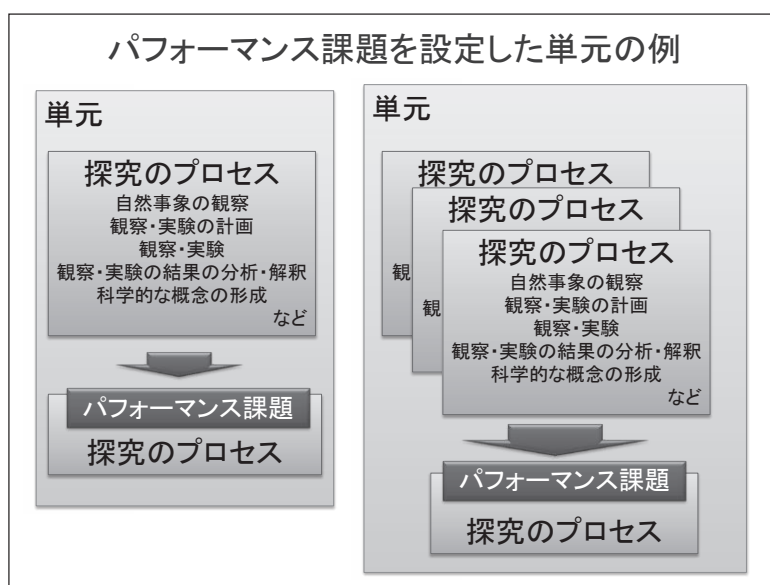 パフォーマンス課題を設定した単元の例
単元
探究のプロセス
自然事象の観察
観察・実験の計画
観察・実験
観察・実験の結果の分析・解釈
科学的な概念の形成
など
パフォーマンス課題
探究のプロセス
単元
探究のプロセス
観
探究のプロセス
観
探究のプロセス
自然事象の観察
観察・実験の計画
観察・実験
観察・実験の結果の分析・解釈
科学的な概念の形成
など
パフォーマンス課題
探究のプロセス